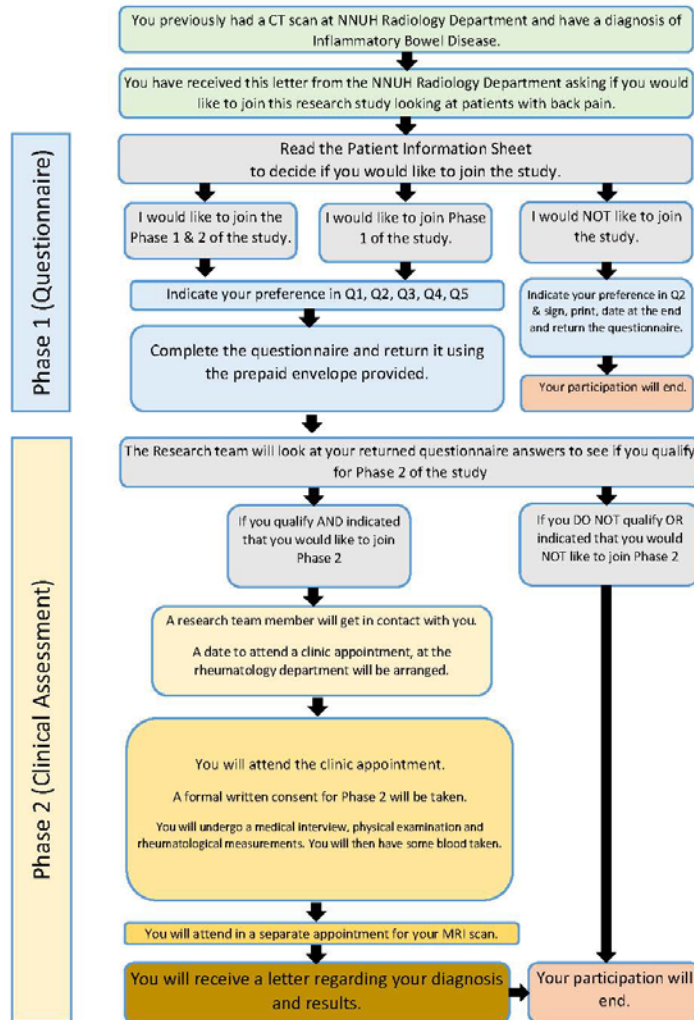 You previously had a CT scan at NNUH Radiology Department and have a diagnosis of
Inflammatory Bowel Disease.
You have received this letter from the NNUH Radiology Department asking if you would
like to join this research study looking at patients with back pain.
Phase 1 (Questionnaire)
Read the Patient Information Sheet
to decide if you would like to join the study.
I would like to join the
Phase 1 & 2 of the study.
I would like to join Phase
1 of the study.
I would NOT like to join
the study.
Indicate your preference in Q1, Q2, Q3, Q4, Q5
Indicate your preference in Q2
& sign, print, date at the end
and return the questionnaire.
Complete the questionnaire and return it using
the prepaid envelope provided.
Your participation will end.
Phase 2 (Clinical Assessment)
The Research team will look at your returned questionnaire answers to see if you qualify
for Phase 2 of the study
If you qualify AND indicated
that you would like to join
Phase 2
If you DO NOT qualify OR
indicated that you would
NOT like to join Phase 2
A research team member will get in contact with you.
A date to attend a clinic appointment, at the
rheumatology department will be arranged.
You will attend the clinic appointment.
A formal written consent for Phase 2 will be taken.
You will undergo a medical interview, physical examination and
rheumatological measurements. You will then have some blood taken.
You will attend in a separate appointment for your MRI scan.
You will receive a letter regarding your diagnosis
and results.
Your participation will
end.